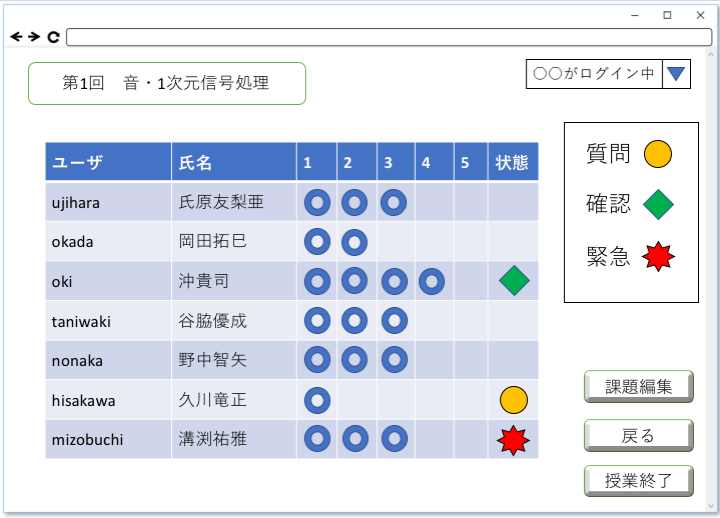 第1回　音・1次元信号処理
〇〇がログイン中
ユーザ 氏名 1 2 3 4 5 状態
ujihara 氏原友梨亜
okada 岡田拓巳
oki 沖貴司
taniwaki 谷脇優成
nonaka 野中智矢
hisakawa 久川竜正
mizobuchi 溝渕祐雅
質問
確認
緊急
課題編集
戻る
授業終了